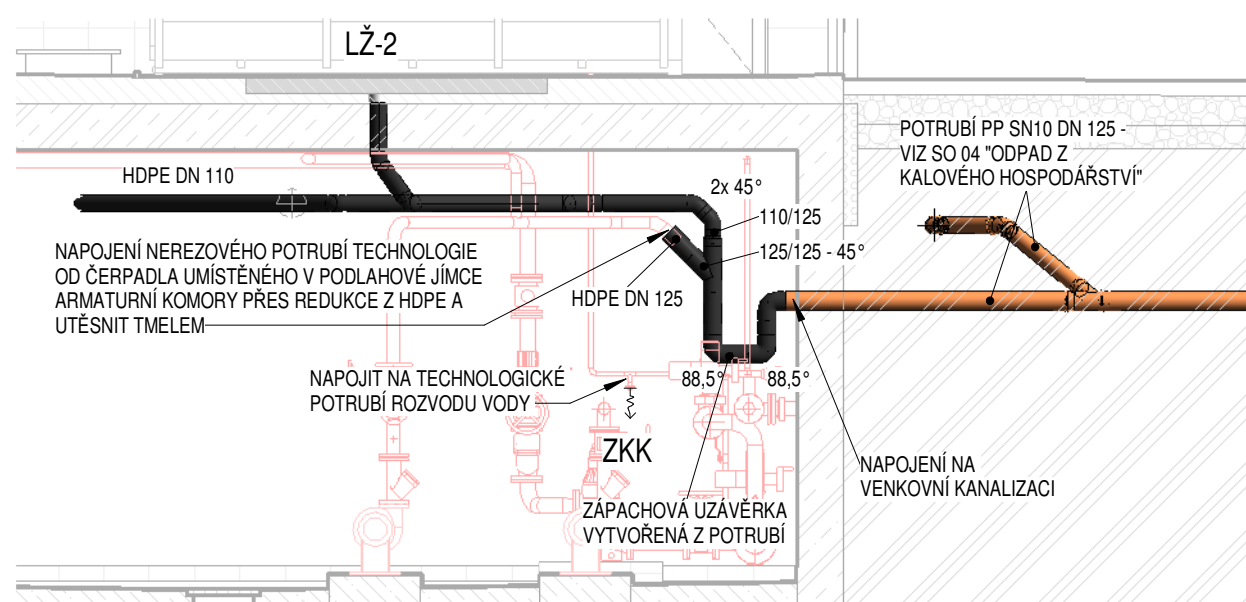 LŽ-2
POTRUBÍ PP SN10 DN 125 -
VIZ SO 04 "ODPAD Z
KALOVÉHO HOSPODÁŘSTVÍ"
HDPE DN 110
2x 45°
110/125
125/125 - 45°
NAPOJENÍ NEREZOVÉHO POTRUBÍ TECHNOLOGIE
OD ČERPADLA UMÍSTĚNÉHO V PODLAHOVÉ JÍMCE
ARMATURNÍ KOMORY PŘES REDUKCE Z HDPE A
UTĚSNIT TMELEM
HDPE DN 125
NAPOJIT NA TECHNOLOGICKÉ
POTRUBÍ ROZVODU VODY
88,5°
88,5°
ZKK
NAPOJENÍ NA
VENKOVNÍ KANALIZACI
ZÁPACHOVÁ UZÁVĚRKA
VYTVOŘENÁ Z POTRUBÍ